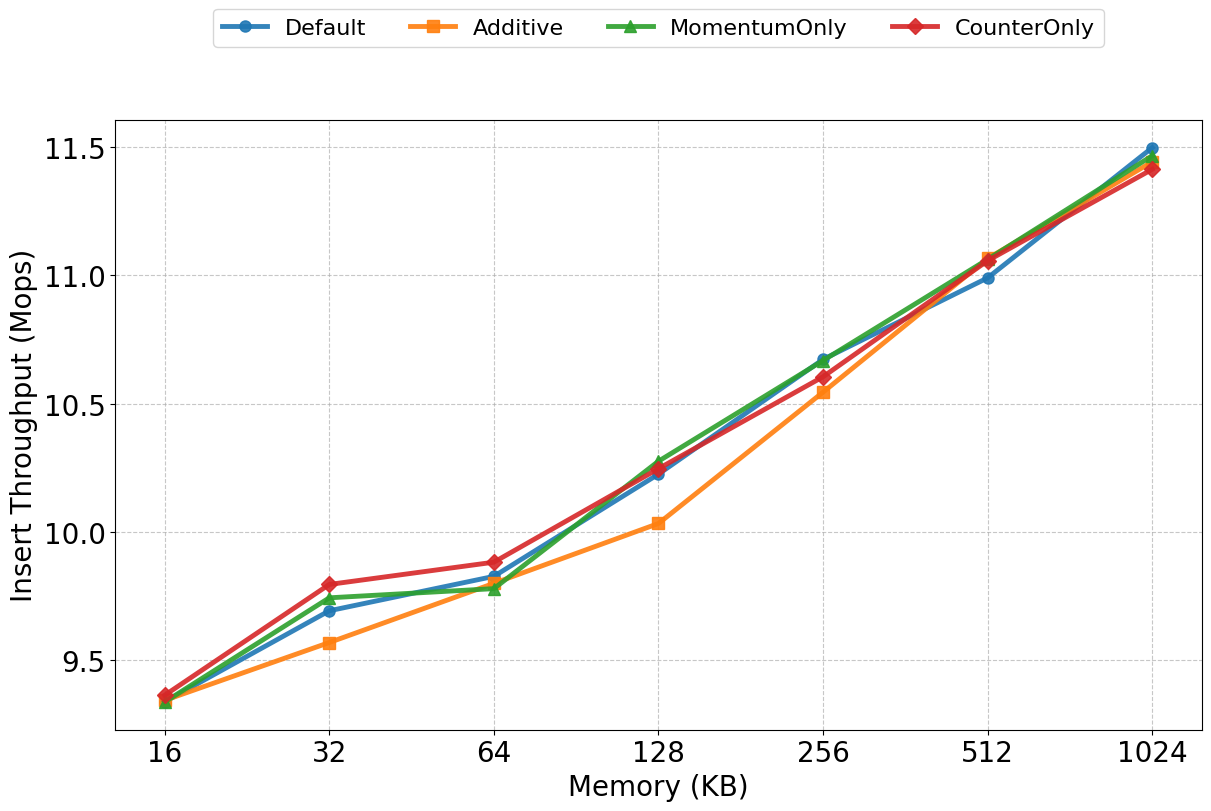 Default Additive MomentumOnly CounterOnly
11.5
11.0
10.5
10.0
9.5
Insert Throughput (Mops)
16 32 64 128 256 512 1024
Memory (KB)